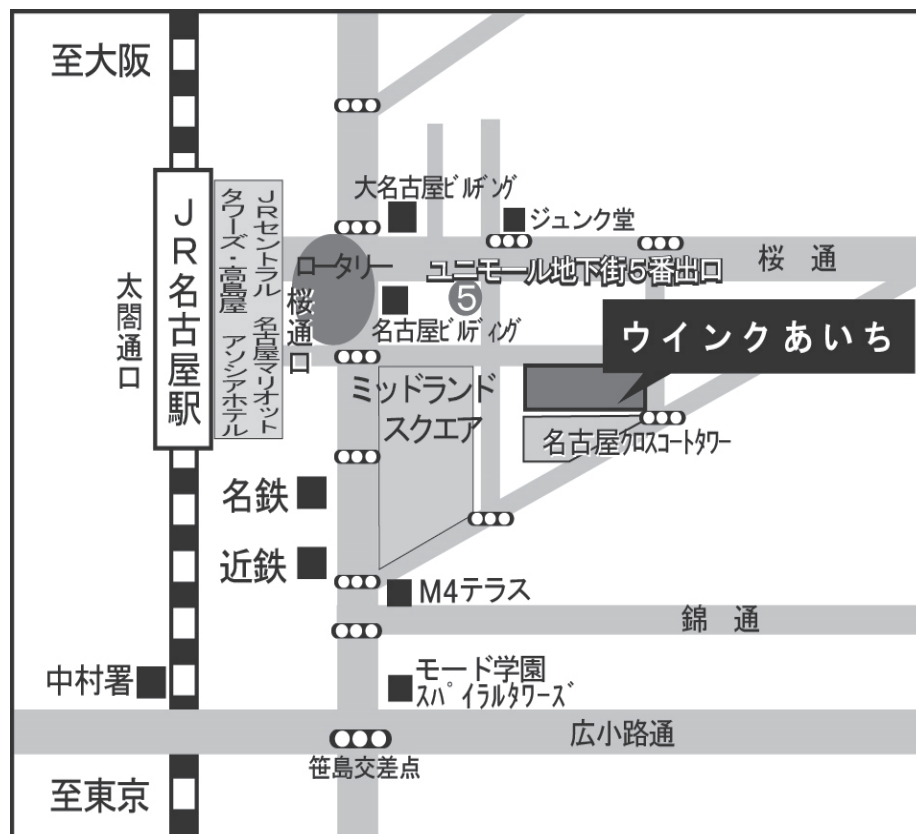 至大阪
大名古屋ﾋﾞﾙﾁﾞﾝｸﾞ
ジュンク堂
JR名古屋駅
JRセントラル 名古屋マリオット
タワーズ・高島屋 アンシアホテル
ロータリー
ユニモール地下街5番出口
桜通
太閤通口
桜通口
5
名古屋ﾋﾞﾙﾃﾞｨﾝｸﾞ
ウインクあいち
ミッドランド
スクエア
名古屋ｸﾛｽｺｰﾄﾀﾜｰ
名鉄
近鉄
M4テラス
錦通
中村署
モード学園
ｽﾊﾟｲﾗﾙﾀﾜｰｽﾞ
広小路通
笹島交差点
至東京